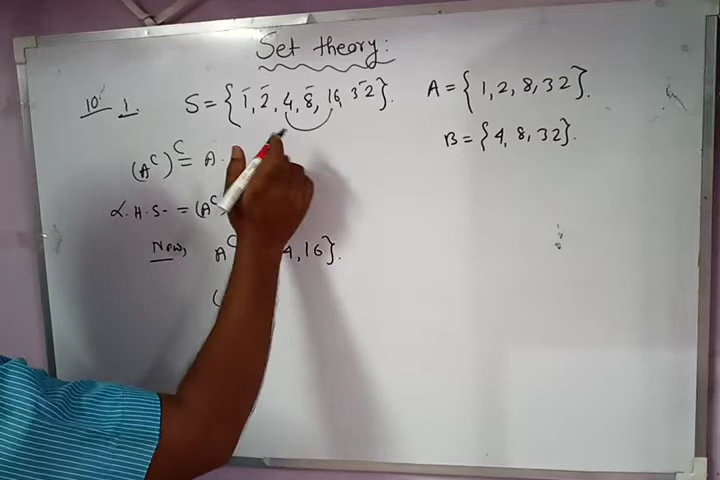 Set theory:
10. 1. S = { 1, 2, 4, 8, 16, 32 }. A = { 1, 2, 8, 32 }.
B = { 4, 8, 32 }.
(A^c)^c = A.
L.H.S. = (A^c
Now, A^c 4, 16 }.
(